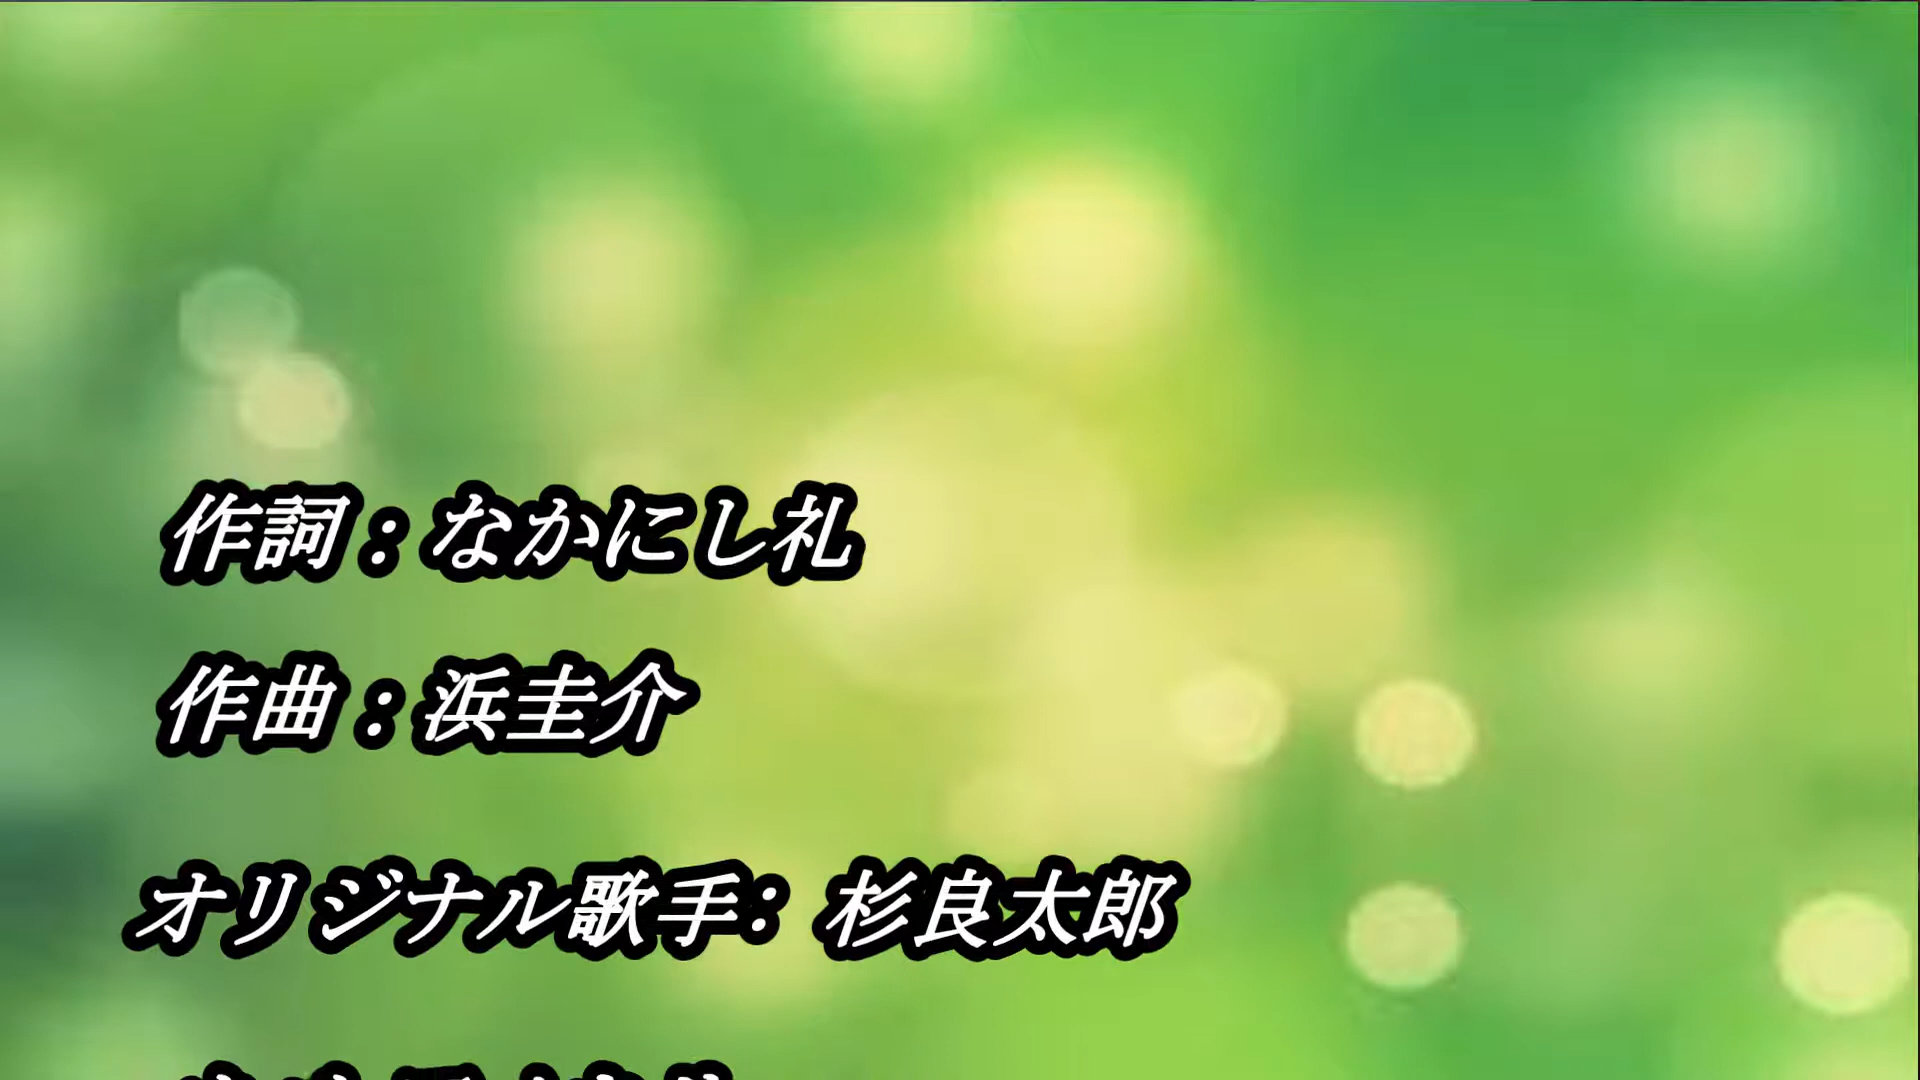 作詞：なかにし礼
作曲：浜圭介
オリジナル歌手：杉良太郎